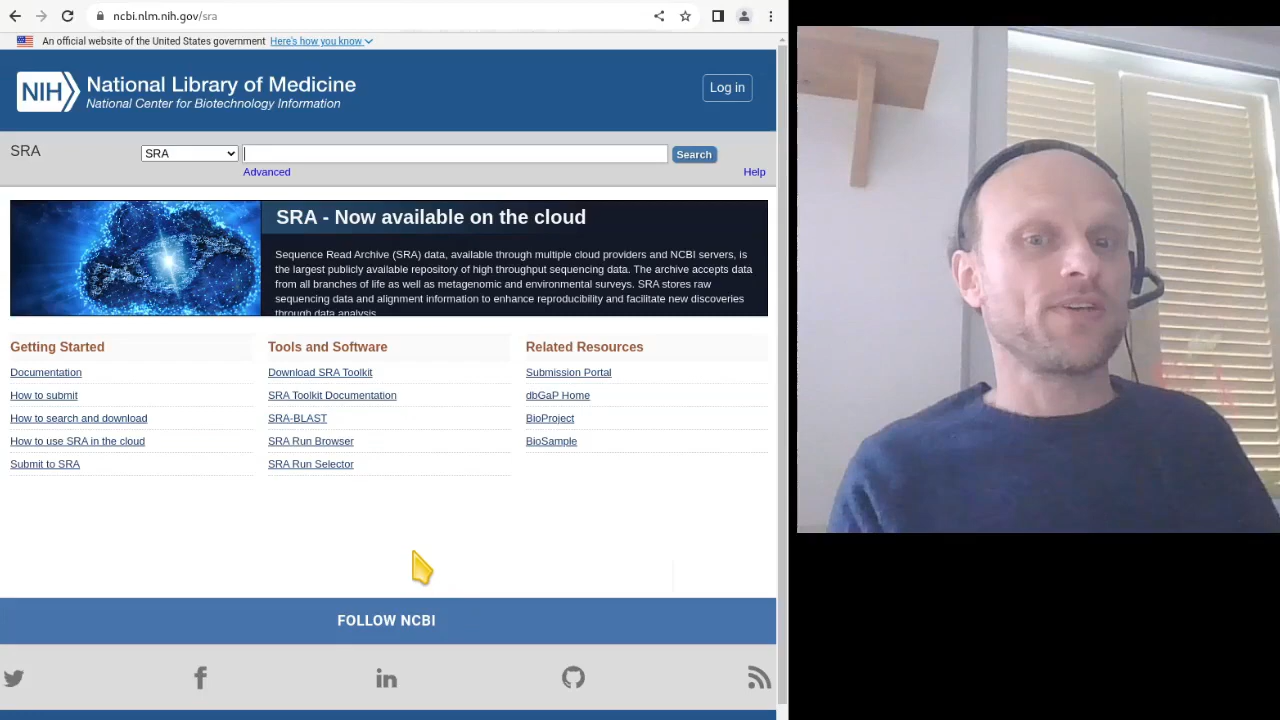 ncbi.nlm.nih.gov/sra
An official website of the United States government Here's how you know
NIH National Library of Medicine
National Center for Biotechnology Information
Log in
SRA
SRA
Search
Advanced
Help
SRA - Now available on the cloud
Sequence Read Archive (SRA) data, available through multiple cloud providers and NCBI servers, is
the largest publicly available repository of high throughput sequencing data. The archive accepts data
from all branches of life as well as metagenomic and environmental surveys. SRA stores raw
sequencing data and alignment information to enhance reproducibility and facilitate new discoveries
through data analysis.
Getting Started
Documentation
How to submit
How to search and download
How to use SRA in the cloud
Submit to SRA
Tools and Software
Download SRA Toolkit
SRA Toolkit Documentation
SRA-BLAST
SRA Run Browser
SRA Run Selector
Related Resources
Submission Portal
dbGaP Home
BioProject
BioSample
FOLLOW NCBI